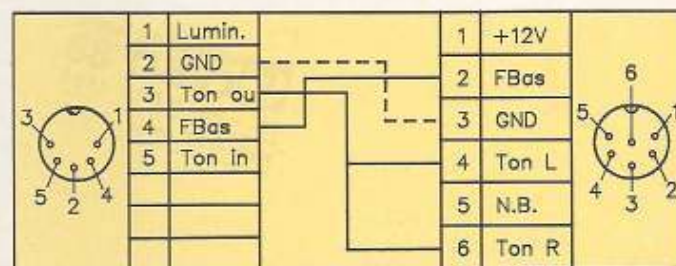 1 Lumin.
2 GND
3 Ton ou
4 FBas
5 Ton in
3 1
5 2 4
1 +12V
2 FBas
3 GND
4 Ton L
5 N.B.
6 Ton R
6
5 1
4 3 2